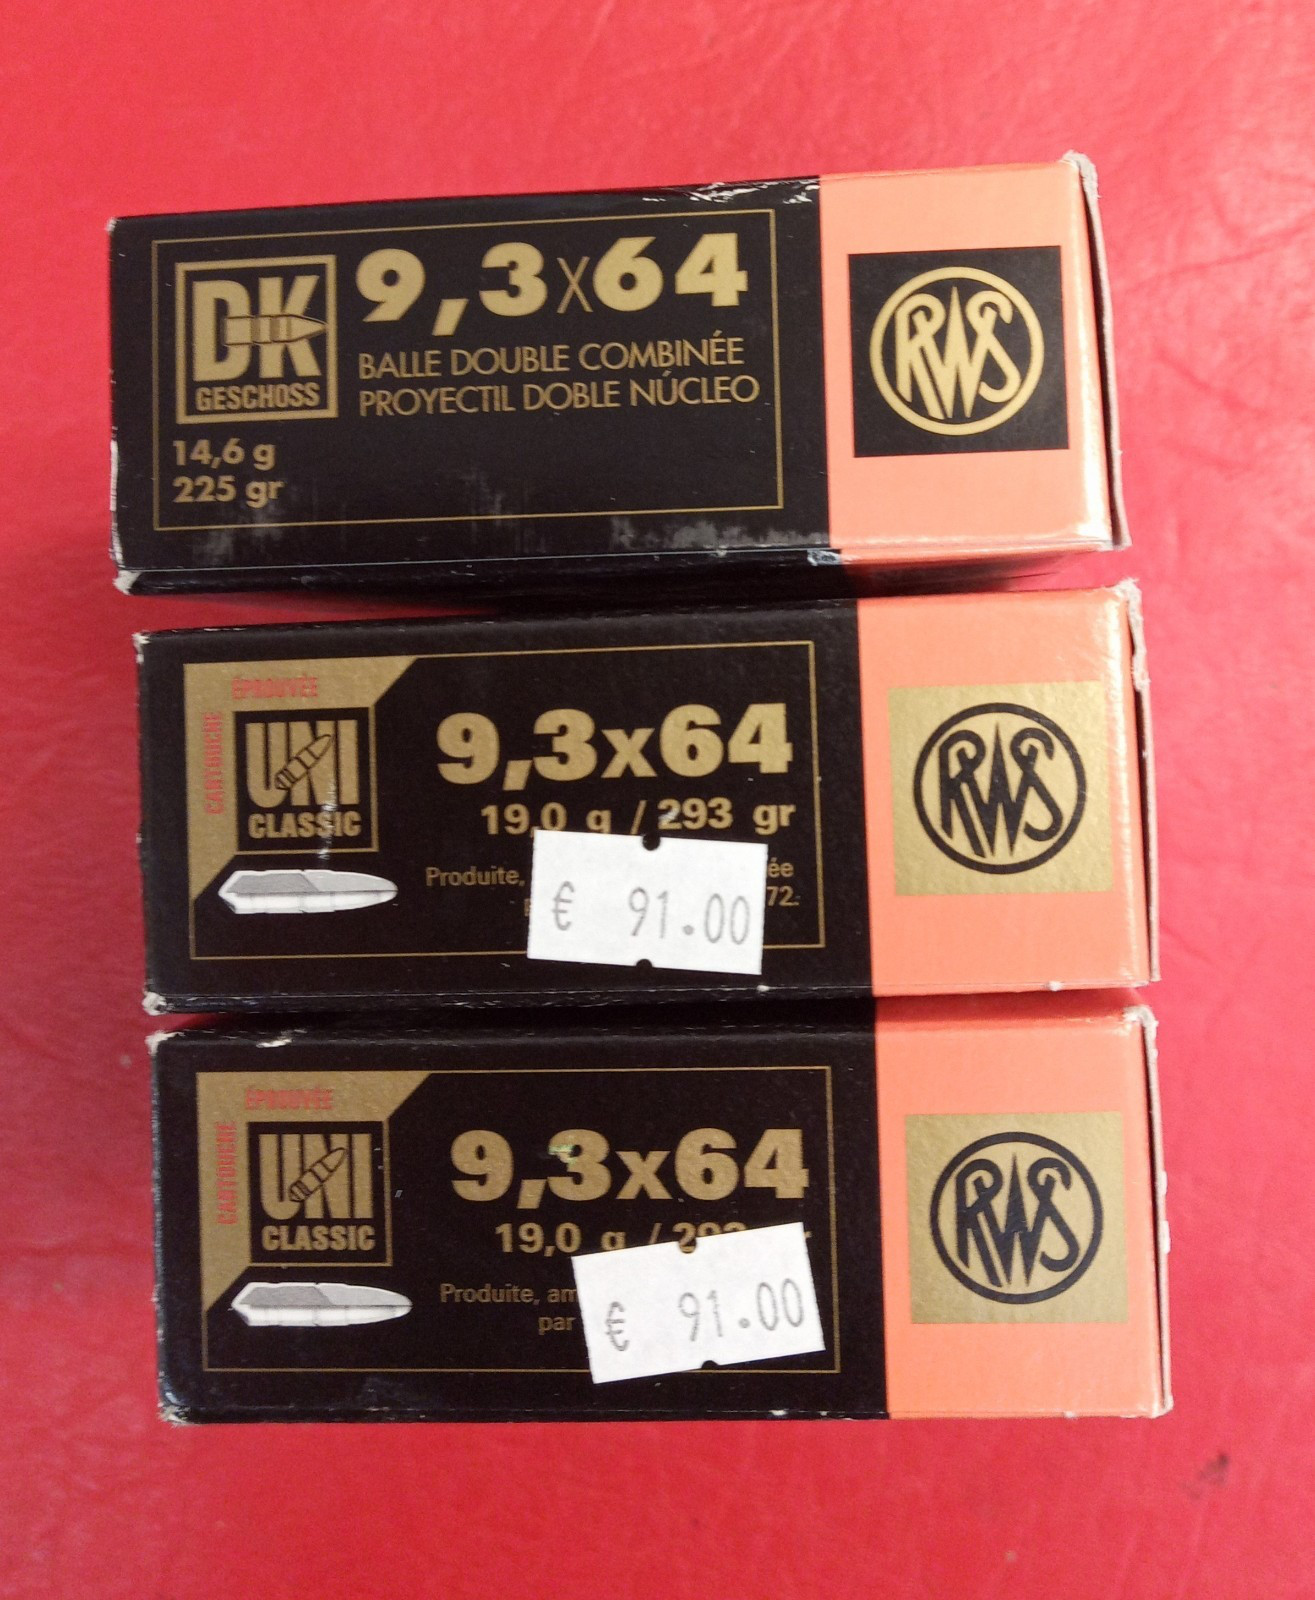 DK
GESCHOSS
9,3x64
BALLE DOUBLE COMBINÉE
PROYECTIL DOBLE NÚCLEO
14,6 g
225 gr
RWS
ÉPROUVÉE
CARTOUCHE
UNI
CLASSIC
9,3x64
19,0 g / 293 gr
Produite,
72.
€ 91.00
RWS
ÉPROUVÉE
CARTOUCHE
UNI
CLASSIC
9,3x64
19,0 g /
Produite,
par
€ 91.00
RWS